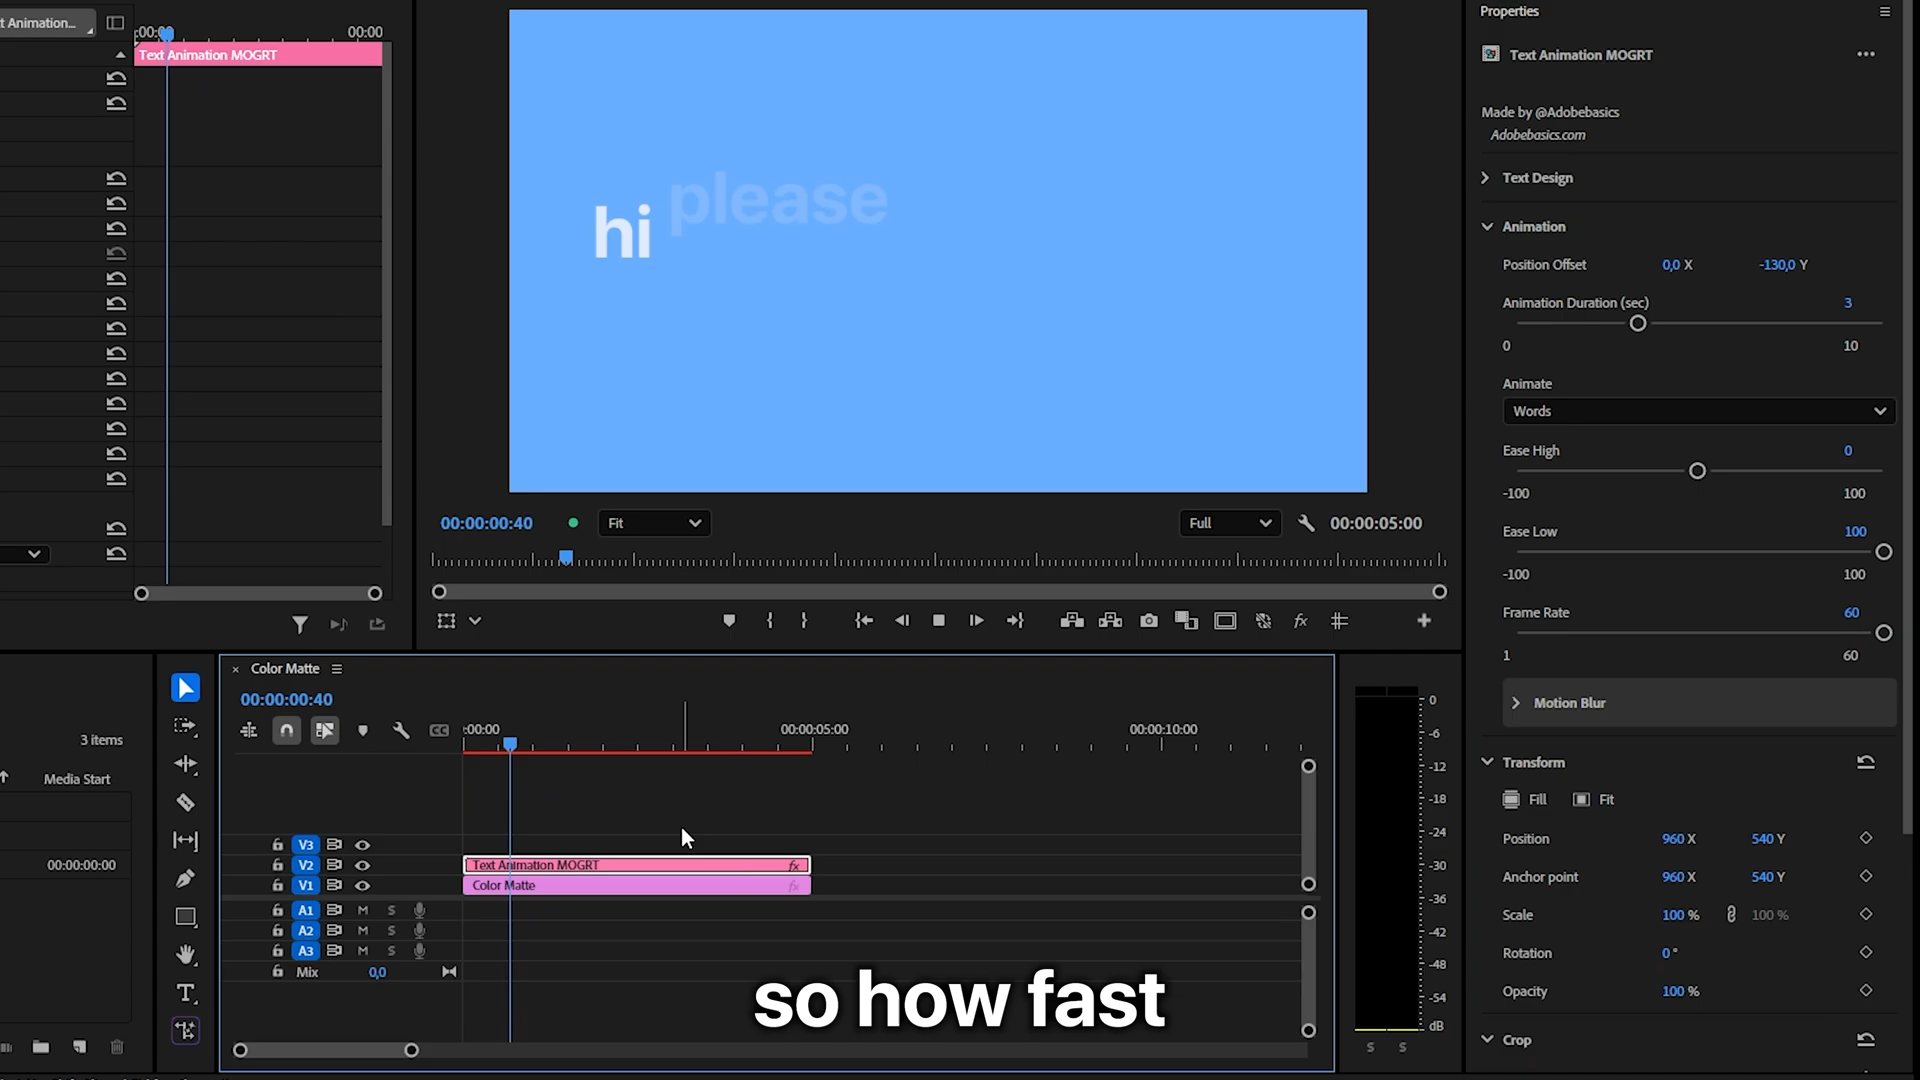 t Animation...
:00:00
00:00
Text Animation MOGRT
hi please
00:00:00:40
Fit
Full
00:00:05:00
3 items
Media Start
00:00:00:00
Color Matte
00:00:00:40
:00:00
00:00:05:00
00:00:10:00
V3
V2
Text Animation MOGRT
fx
V1
Color Matte
fx
A1
M
S
A2
M
S
A3
M
S
Mix
0,0
so how fast
0
-6
-12
-18
-24
-30
-36
-42
-48
-54
dB
S S
Properties
Text Animation MOGRT
Made by @Adobebasics
Adobebasics.com
Text Design
Animation
Position Offset
0,0 X
-130,0 Y
Animation Duration (sec)
3
0
10
Animate
Words
Ease High
0
-100
100
Ease Low
100
-100
100
Frame Rate
60
1
60
Motion Blur
Transform
Fill
Fit
Position
960 X
540 Y
Anchor point
960 X
540 Y
Scale
100 %
100 %
Rotation
0 °
Opacity
100 %
Crop